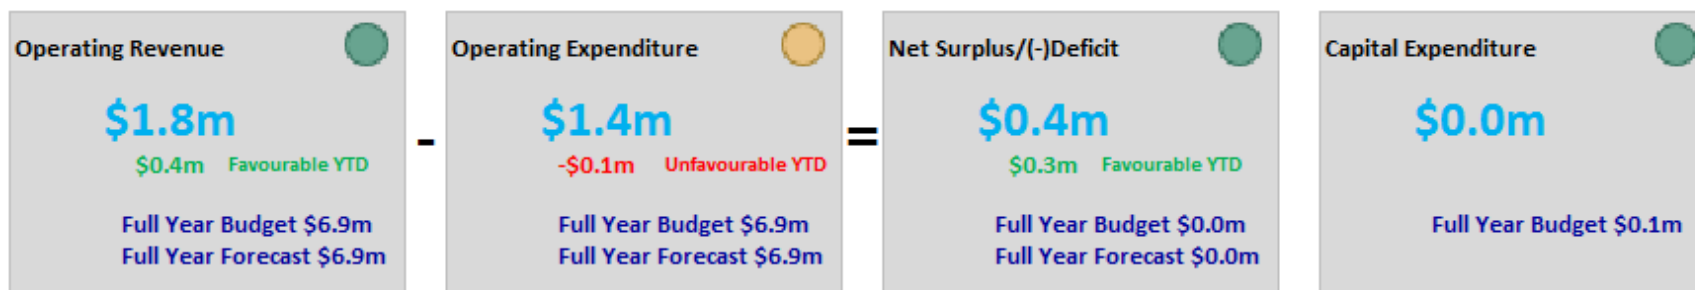 Operating Revenue
$1.8m
$0.4m Favourable YTD
Full Year Budget $6.9m
Full Year Forecast $6.9m
-
Operating Expenditure
$1.4m
-$0.1m Unfavourable YTD
Full Year Budget $6.9m
Full Year Forecast $6.9m
=
Net Surplus/(-)Deficit
$0.4m
$0.3m Favourable YTD
Full Year Budget $0.0m
Full Year Forecast $0.0m
Capital Expenditure
$0.0m
Full Year Budget $0.1m